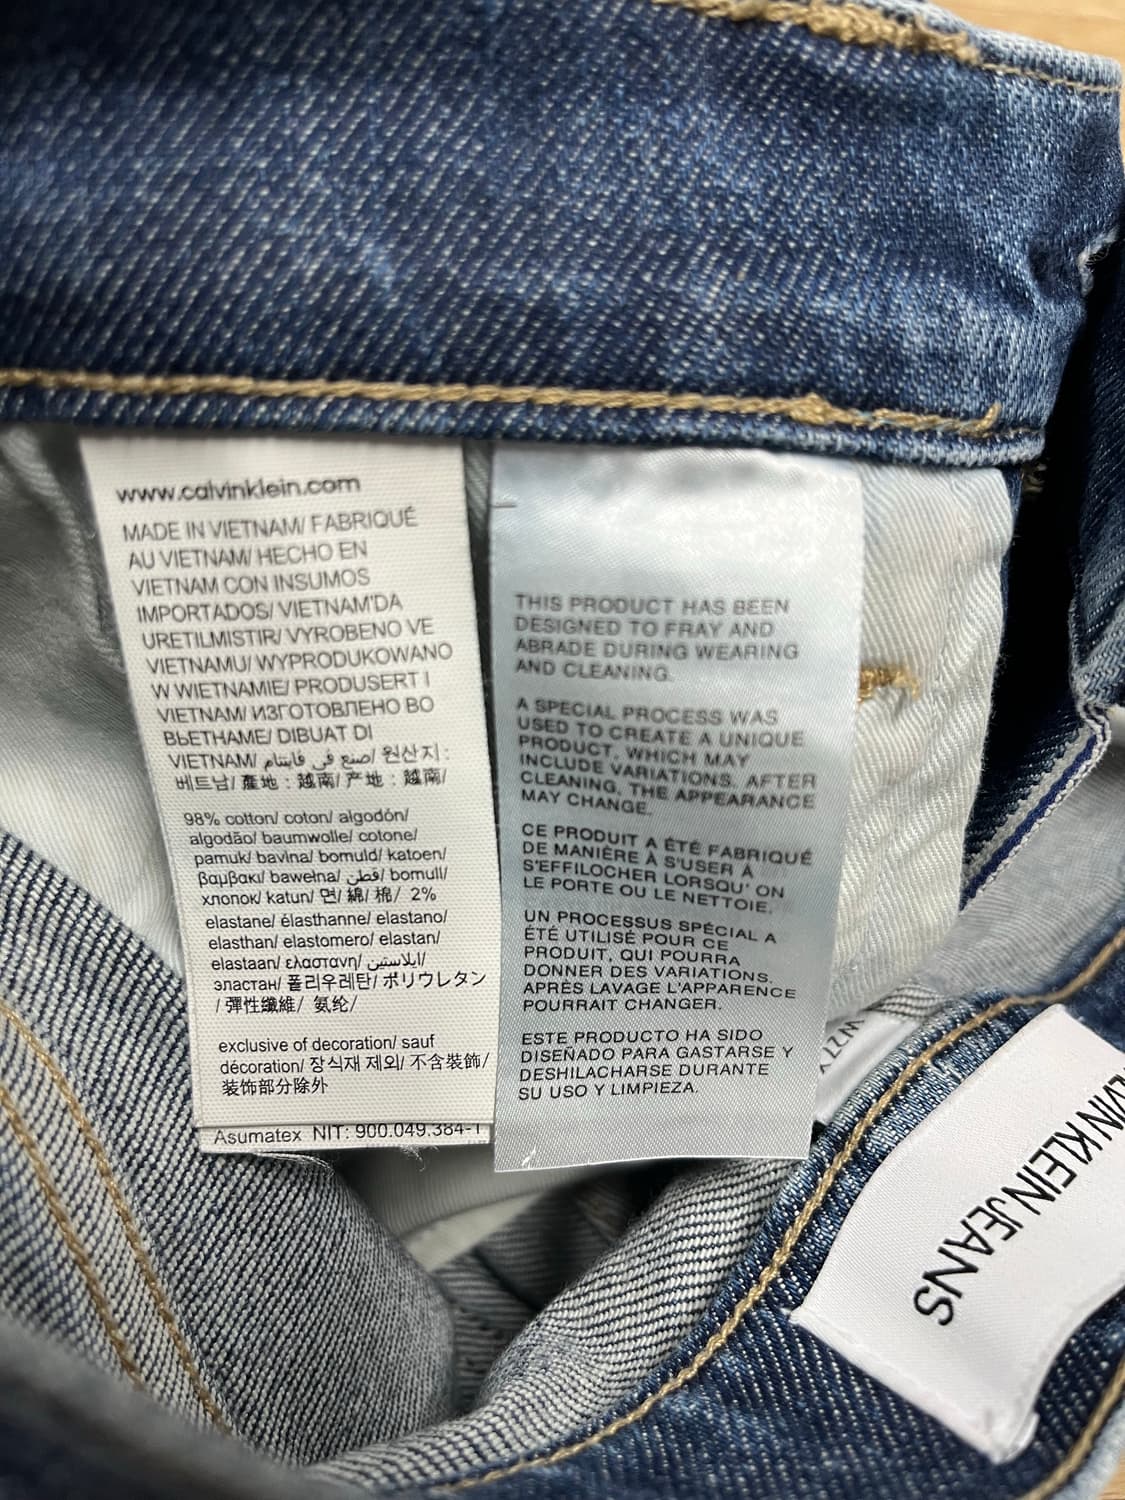 www.calvinklein.com
MADE IN VIETNAM/ FABRIQUÉ
AU VIETNAM/ HECHO EN
VIETNAM CON INSUMOS
IMPORTADOS/ VIETNAM'DA
URETILMISTIR/ VYROBENO VE
VIETNAMU/ WYPRODUKOWANO
W WIETNAMIE/ PRODUSERT I
VIETNAM/ ИЗГОТОВЛЕНО ВО
ВЬЕТНАМЕ/ DIBUAT DI
VIETNAM/ صنع في فايتنام/ 원산지 :
베트남/ 產地 : 越南/ 产地 : 越南/
98% cotton/ coton/ algodón/
algodão/ baumwolle/ cotone/
pamuk/ bavlna/ bomuld/ katoen/
βαμβακι/ bawełna/ قطن/ bomull/
хлопок/ katun/ 면/ 綿/ 棉/ 2%
elastane/ élasthanne/ elastano/
elasthan/ elastomero/ elastan/
elastaan/ ελαστανη/ ايلاستين/
эластан/ 폴리우레탄/ ポリウレタン
/ 彈性纖維/ 氨纶/
exclusive of decoration/ sauf
décoration/ 장식재 제외/ 不含裝飾/
装饰部分除外
Asumatex NIT: 900.049.384-1
THIS PRODUCT HAS BEEN
DESIGNED TO FRAY AND
ABRADE DURING WEARING
AND CLEANING.
A SPECIAL PROCESS WAS
USED TO CREATE A UNIQUE
PRODUCT, WHICH MAY
INCLUDE VARIATIONS. AFTER
CLEANING, THE APPEARANCE
MAY CHANGE.
CE PRODUIT A ÉTÉ FABRIQUÉ
DE MANIÈRE À S'USER À
S'EFFILOCHER LORSQU' ON
LE PORTE OU LE NETTOIE.
UN PROCESSUS SPÉCIAL A
ÉTÉ UTILISÉ POUR CE
PRODUIT, QUI POURRA
DONNER DES VARIATIONS.
APRÈS LAVAGE L'APPARENCE
POURRAIT CHANGER.
ESTE PRODUCTO HA SIDO
DISEÑADO PARA GASTARSE Y
DESHILACHARSE DURANTE
SU USO Y LIMPIEZA.
W27
KLEIN JEANS